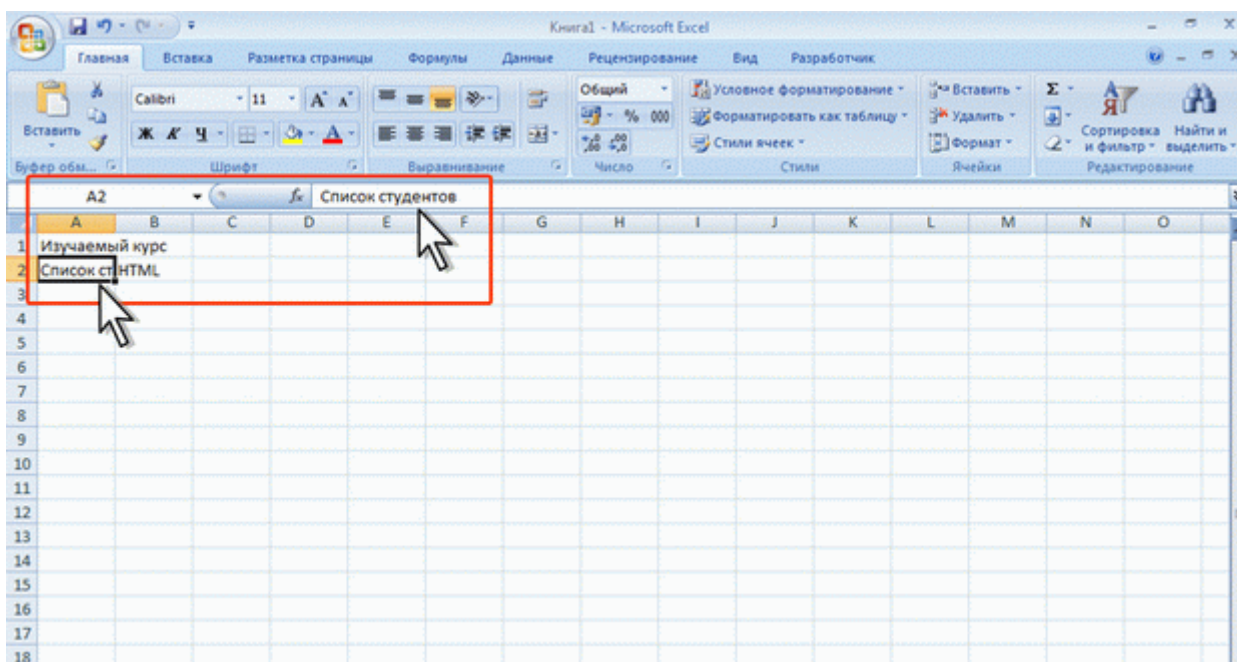 Книга1 - Microsoft Excel
Главная Вставка Разметка страницы Формулы Данные Рецензирование Вид Разработчик
Вставить
Буфер обм...
Calibri 11
Ж К Ч
Шрифт
Выравнивание
Общий
% 000
Число
Условное форматирование
Форматировать как таблицу
Стили ячеек
Стили
Вставить
Удалить
Формат
Ячейки
Σ
Сортировка и фильтр
Найти и выделить
Редактирование
A2 fx Список студентов
A B C D E F G H I J K L M N O
1 Изучаемый курс
2 Список ст HTML
3
4
5
6
7
8
9
10
11
12
13
14
15
16
17
18